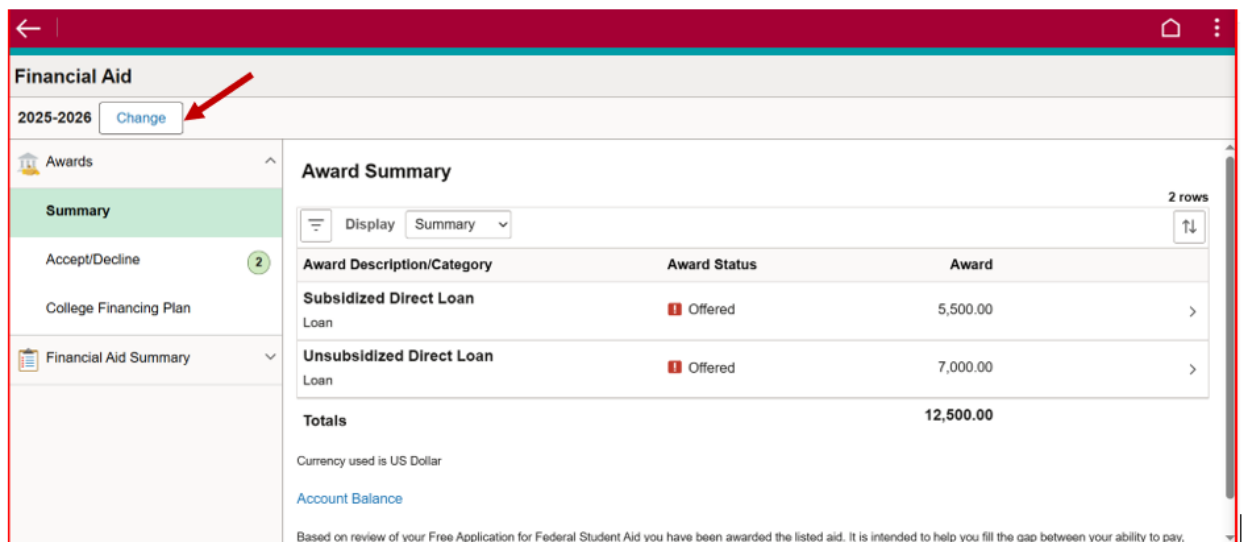 Financial Aid
2025-2026 Change
Awards
Summary
Accept/Decline 2
College Financing Plan
Financial Aid Summary
Award Summary
2 rows
Display Summary
Award Description/Category Award Status Award
Subsidized Direct Loan
Loan
Offered 5,500.00
Unsubsidized Direct Loan
Loan
Offered 7,000.00
Totals 12,500.00
Currency used is US Dollar
Account Balance
Based on review of your Free Application for Federal Student Aid you have been awarded the listed aid. It is intended to help you fill the gap between your ability to pay,